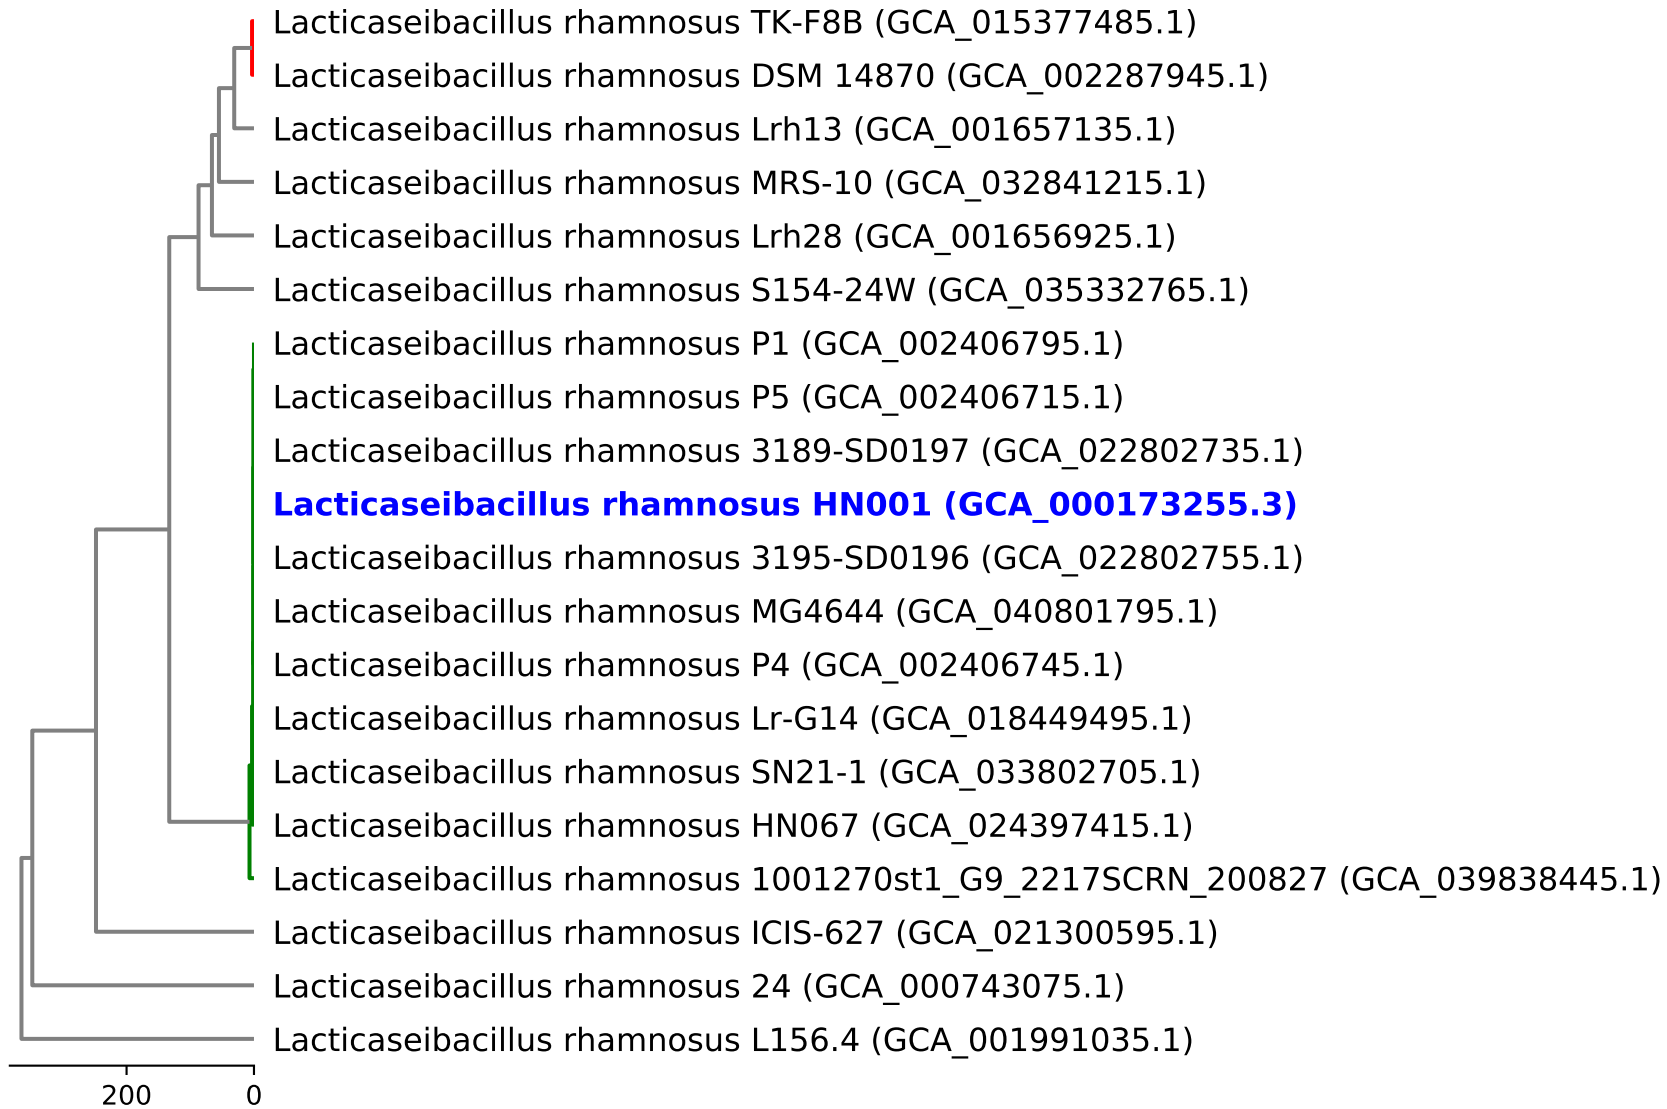 Lacticaseibacillus rhamnosus TK-F8B (GCA_015377485.1)
Lacticaseibacillus rhamnosus DSM 14870 (GCA_002287945.1)
Lacticaseibacillus rhamnosus Lrh13 (GCA_001657135.1)
Lacticaseibacillus rhamnosus MRS-10 (GCA_032841215.1)
Lacticaseibacillus rhamnosus Lrh28 (GCA_001656925.1)
Lacticaseibacillus rhamnosus S154-24W (GCA_035332765.1)
Lacticaseibacillus rhamnosus P1 (GCA_002406795.1)
Lacticaseibacillus rhamnosus P5 (GCA_002406715.1)
Lacticaseibacillus rhamnosus 3189-SD0197 (GCA_022802735.1)
Lacticaseibacillus rhamnosus HN001 (GCA_000173255.3)
Lacticaseibacillus rhamnosus 3195-SD0196 (GCA_022802755.1)
Lacticaseibacillus rhamnosus MG4644 (GCA_040801795.1)
Lacticaseibacillus rhamnosus P4 (GCA_002406745.1)
Lacticaseibacillus rhamnosus Lr-G14 (GCA_018449495.1)
Lacticaseibacillus rhamnosus SN21-1 (GCA_033802705.1)
Lacticaseibacillus rhamnosus HN067 (GCA_024397415.1)
Lacticaseibacillus rhamnosus 1001270st1_G9_2217SCRN_200827 (GCA_039838445.1)
Lacticaseibacillus rhamnosus ICIS-627 (GCA_021300595.1)
Lacticaseibacillus rhamnosus 24 (GCA_000743075.1)
Lacticaseibacillus rhamnosus L156.4 (GCA_001991035.1)
200 0